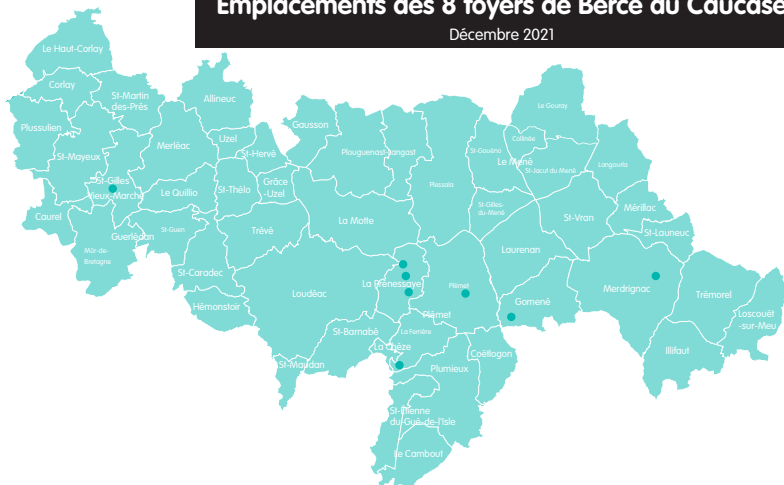 Emplacements des 8 foyers de Berce du Caucase
Décembre 2021
Le Haut-Corlay
Corlay
St-Martin
des-Prés
Allineuc
Le Gouray
Plussulien
Gausson
Uzel
Merléac
Collinée
St-Mayeux
St-Hervé
Plouguenast-Langast
St-Gouéno
Le Mené
Langourla
St-Jacut du Mené
St-Gilles
Vieux-Marché
Le Quillio
St-Thélo
Grâce
-Uzel
Plessala
St-Gilles-
du-Mené
Mérillac
Caurel
Guerlédan
St-Guen
Trévé
La Motte
St-Vran
St-Launeuc
Mûr-de-
Bretagne
Laurenan
St-Caradec
Loudéac
La Prénessaye
Plémet
Merdrignac
Trémorel
Hémonstoir
Gomené
Loscouët
-sur-Meu
Plémet
St-Barnabé
La Ferrière
La Chèze
Coëtlogon
Illifaut
St-Maudan
Plumieux
St-Etienne
du-Gué-de-l'Isle
Le Cambout